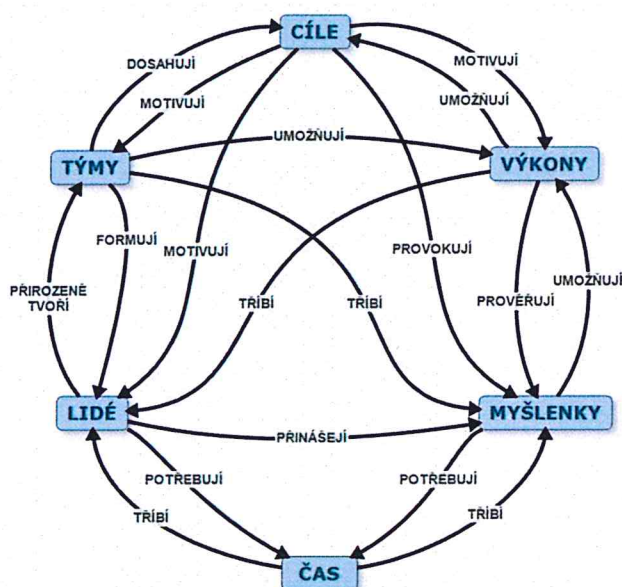 CÍLE
DOSAHUJÍ
MOTIVUJÍ
MOTIVUJÍ
UMOŽŇUJÍ
UMOŽŇUJÍ
TÝMY
VÝKONY
FORMUJÍ
MOTIVUJÍ
PROVOKUJÍ
PŘIROZENĚ
TVOŘÍ
TŘÍBÍ
TŘÍBÍ
PROVĚŘUJÍ
UMOŽŇUJÍ
LIDÉ
MYŠLENKY
PŘINÁŠEJÍ
POTŘEBUJÍ
POTŘEBUJÍ
TŘÍBÍ
TŘÍBÍ
ČAS